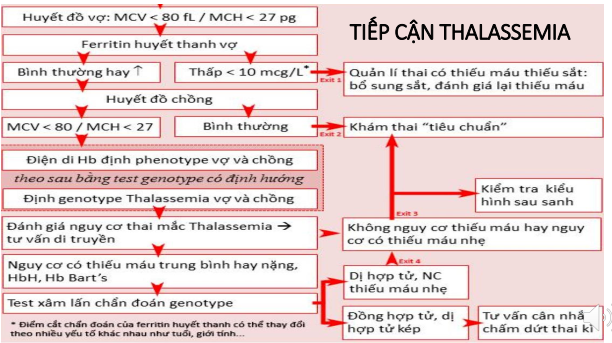 TIẾP CẬN THALASSEMIA
Huyết đồ vợ: MCV < 80 fL / MCH < 27 pg
Ferritin huyết thanh vợ
Bình thường hay ↑
Thấp < 10 mcg/L*
Exit 1
Quản lí thai có thiếu máu thiếu sắt:
bổ sung sắt, đánh giá lại thiếu máu
Huyết đồ chồng
MCV < 80 / MCH < 27
Bình thường
Exit 2
Khám thai “tiêu chuẩn”
Điện di Hb định phenotype vợ và chồng
theo sau bằng test genotype có định hướng
Định genotype Thalassemia vợ và chồng
Kiểm tra kiểu
hình sau sanh
Exit 3
Đánh giá nguy cơ thai mắc Thalassemia →
tư vấn di truyền
Không nguy cơ thiếu máu hay nguy
cơ có thiếu máu nhẹ
Exit 4
Nguy cơ có thiếu máu trung bình hay nặng,
HbH, Hb Bart’s
Dị hợp tử, NC
thiếu máu nhẹ
Test xâm lấn chẩn đoán genotype
Đồng hợp tử, dị
hợp tử kép
Tư vấn cân nhắ
chấm dứt thai kì
* Điểm cắt chẩn đoán của ferritin huyết thanh có thể thay đổi
theo nhiều yếu tố khác nhau như tuổi, giới tính...